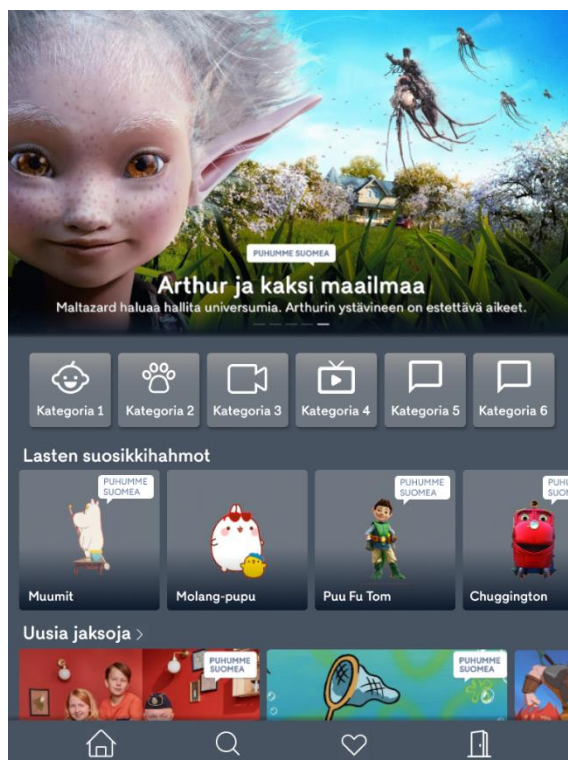 PUHUMME SUOMEA
Arthur ja kaksi maailmaa
Maltazard haluaa hallita universumia. Arthurin ystävineen on estettävä aikeet.
Kategoria 1
Kategoria 2
Kategoria 3
Kategoria 4
Kategoria 5
Kategoria 6
Lasten suosikkihahmot
PUHUMME
SUOMEA
PUHUMME
SUOMEA
PUHU
SUO
Muumit
Molang-pupu
Puu Fu Tom
Chuggington
Uusia jaksoja >
PUHUMME
SUOMEA
PUHUMME
SUOMEA